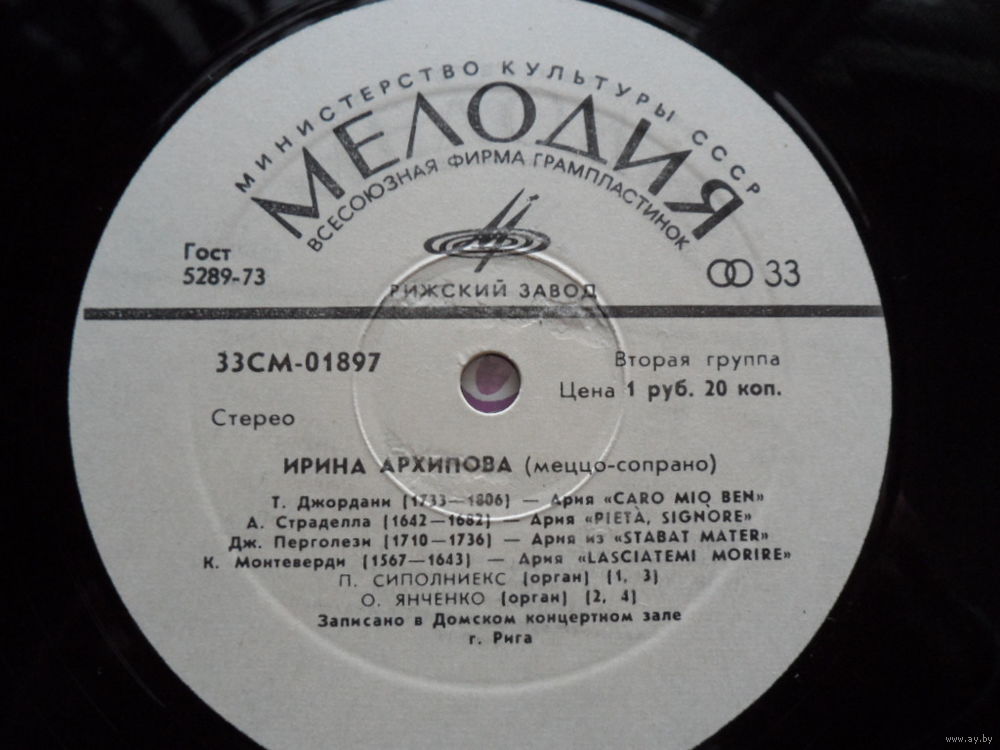 МИНИСТЕРСТВО КУЛЬТУРЫ СССР
МЕЛОДИЯ
ВСЕСОЮЗНАЯ ФИРМА ГРАМПЛАСТИНОК
Гост
5289-73
33
РИЖСКИЙ ЗАВОД
33СМ-01897
Вторая группа
Цена 1 руб. 20 коп.
Стерео
ИРИНА АРХИПОВА (меццо-сопрано)
Т. Джордани (1733—1806) — Ария «CARO MIO BEN»
А. Страделла (1642—1682) — Ария «PIETÀ, SIGNORE»
Дж. Перголези (1710—1736) — Ария из «STABAT MATER»
К. Монтеверди (1567—1643) — Ария «LASCIATEMI MORIRE»
П. СИПОЛНИЕКС (орган) (1, 3)
О. ЯНЧЕНКО (орган) (2, 4)
Записано в Домском концертном зале
г. Рига
www.ay.by